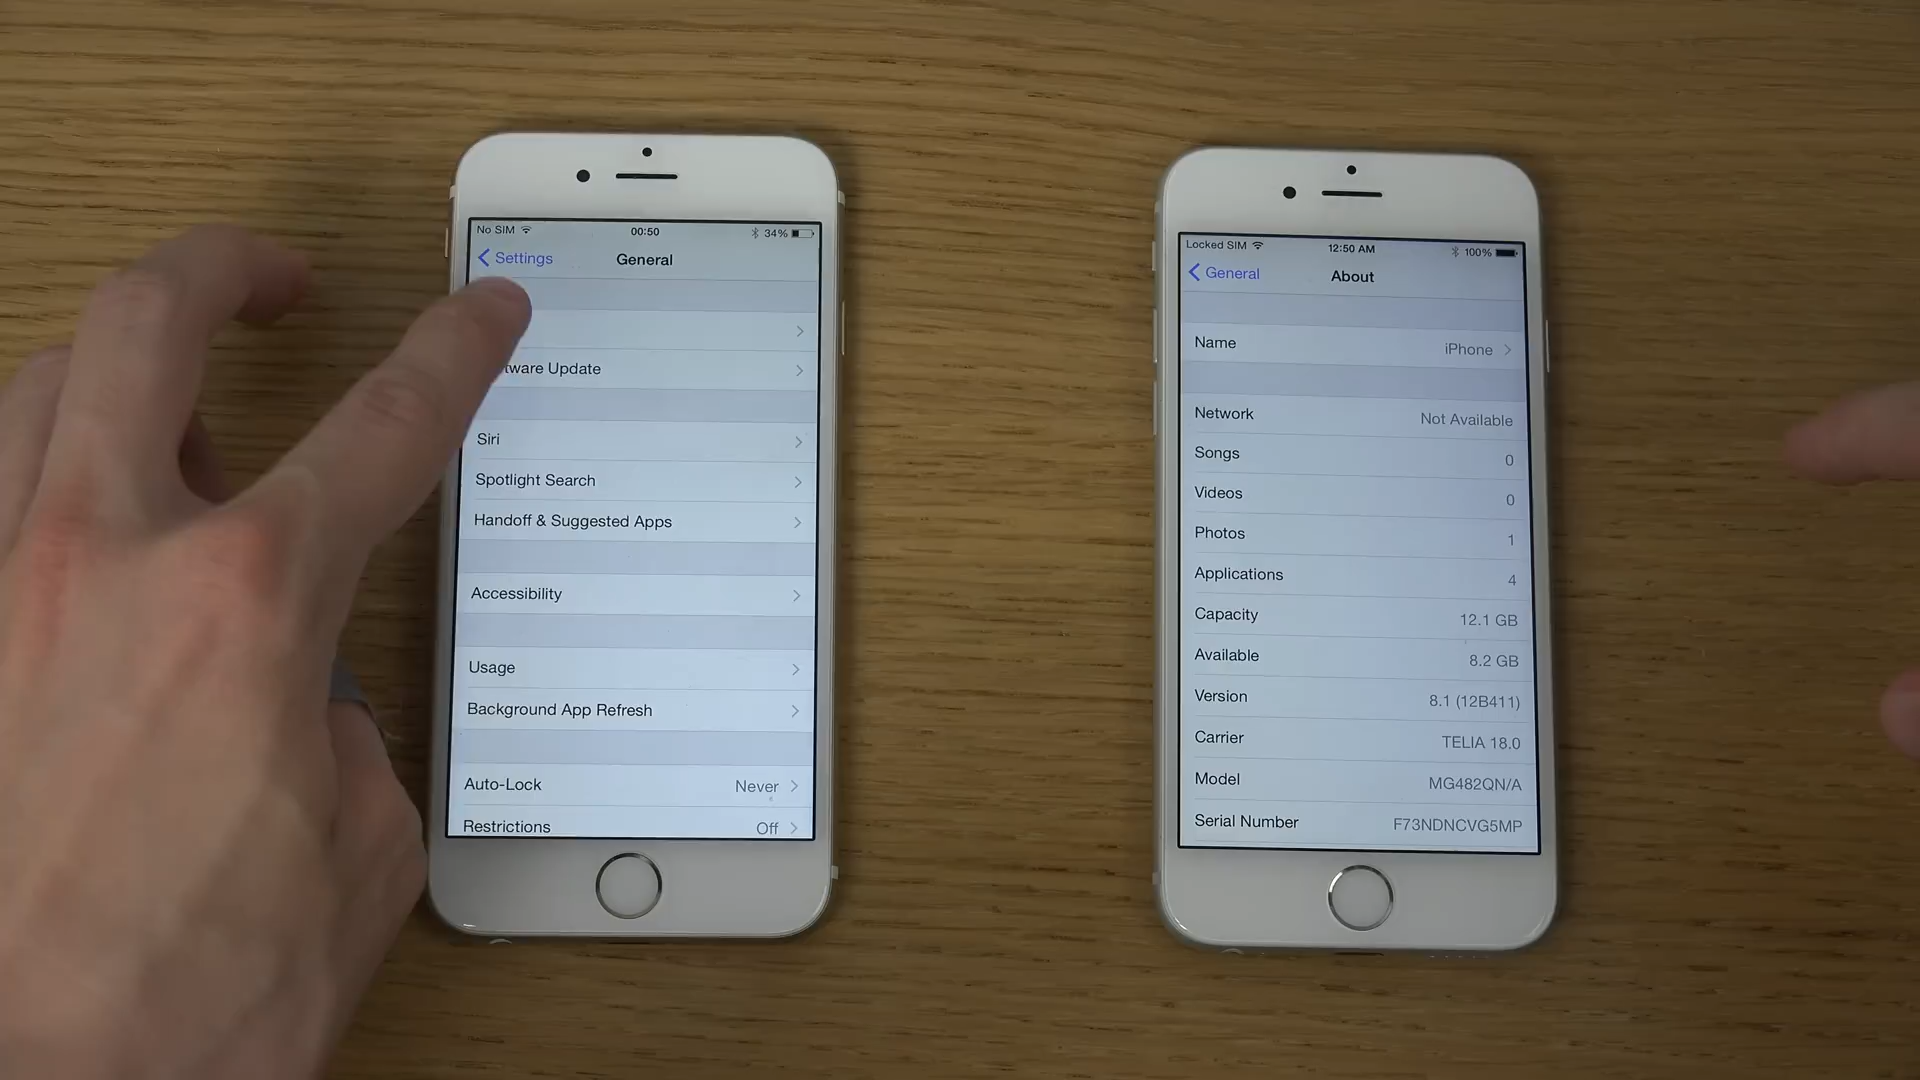 No SIM 00:50 34%
Settings General
tware Update
Siri
Spotlight Search
Handoff & Suggested Apps
Accessibility
Usage
Background App Refresh
Auto-Lock Never
Restrictions Off
Locked SIM 12:50 AM 100%
General About
Name iPhone
Network Not Available
Songs 0
Videos 0
Photos 1
Applications 4
Capacity 12.1 GB
Available 8.2 GB
Version 8.1 (12B411)
Carrier TELIA 18.0
Model MG482QN/A
Serial Number F73NDNCVG5MP